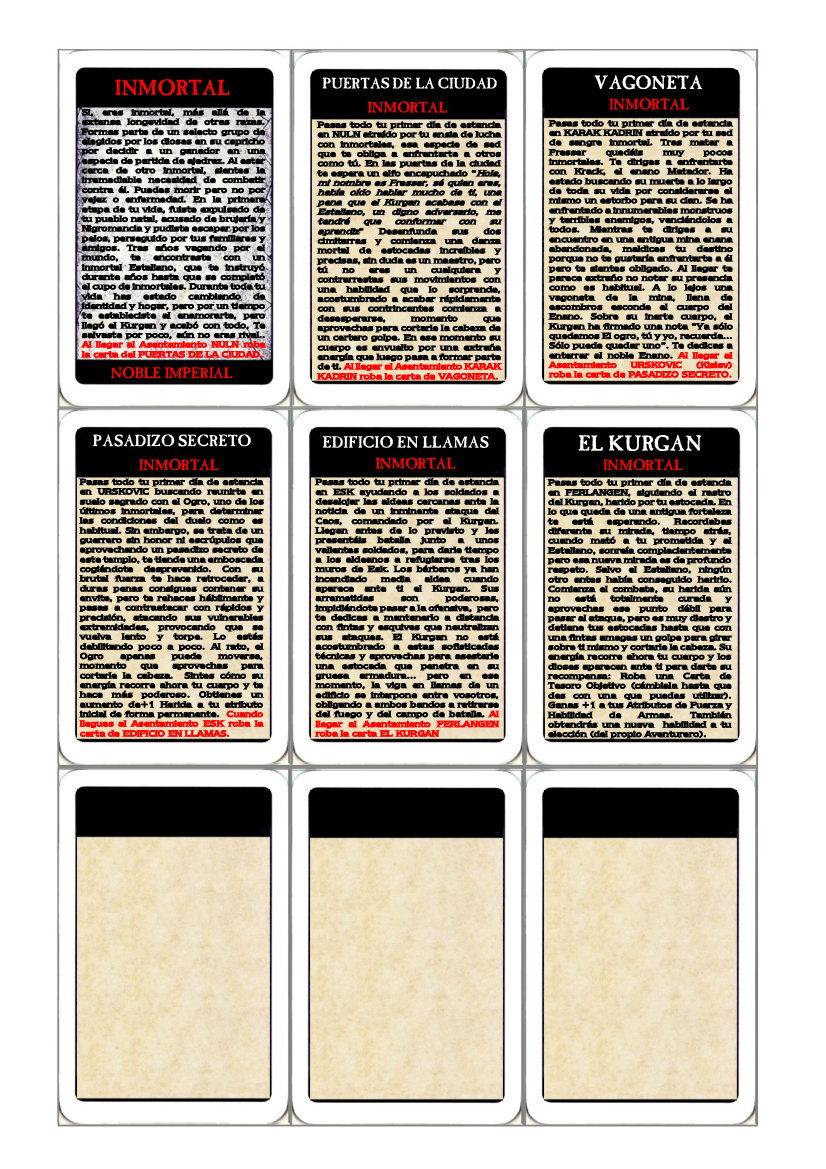 INMORTAL
Si, eres inmortal, más allá de la
extensa longevidad de otras razas.
Formas parte de un selecto grupo de
elegidos por los dioses en su capricho
por decidir a un ganador en una
especie de partida de ajedrez. Al estar
cerca de otro inmortal, sientes la
irremediable necesidad de combatir
contra él. Puedes morir pero no por
vejez o enfermedad. En la primera
etapa de tu vida, fuiste expulsado de
tu pueblo natal, acusado de brujería y
Nigromancia y pudiste escapar por los
pelos, perseguido por tus familiares y
amigos. Tras años vagando por el
mundo, te encontraste con un
inmortal Estaliano, que te instruyó
durante años hasta que se completó
el cupo de inmortales. Durante toda tu
vida has estado cambiando de
identidad y hogar, pero por un tiempo
te estableciste al enamorarte, pero
llegó el Kurgan y acabó con todo. Te
salvaste por poco, aún no eras rival..
Al llegar al Asentamiento NULN roba
la carta del PUERTAS DE LA CIUDAD.
NOBLE IMPERIAL
PUERTAS DE LA CIUDAD
INMORTAL
Pasas todo tu primer día de estancia
en NULN atraído por tu ansia de lucha
con inmortales, esa especie de sed
que te obliga a enfrentarte a otros
como tú. En las puertas de la ciudad
te espera un elfo encapuchado "Hola,
mi nombre es Fresser, sé quien eres,
había oído hablar mucho de ti, una
pena que el Kurgan acabase con el
Estaliano, un digno adversario, me
tendré que conformar con su
aprendiz" Desenfunda sus dos
cimitarras y comienza una danza
mortal de estocadas increíbles y
precisas, sin duda es un maestro, pero
tú no eres un cualquiera y
contrarrestas sus movimientos con
una habilidad que lo sorprende,
acostumbrado a acabar rápidamente
con sus contrincantes comienza a
desesperarse, momento que
aprovechas para cortarle la cabeza de
un certero golpe. En ese momento su
cuerpo es envuelto por una extraña
energía que luego pasa a formar parte
de ti. Al llegar al Asentamiento KARAK
KADRIN roba la carta de VAGONETA.
VAGONETA
INMORTAL
Pasas todo tu primer día de estancia
en KARAK KADRIN atraído por tu sed
de sangre inmortal. Tras matar a
Fresser quedáis muy pocos
inmortales. Te diriges a enfrentarte
con Krack, el enano Matador. Ha
estado buscando su muerte a lo largo
de toda su vida por considerarse el
mismo un estorbo para su clan. Se ha
enfrentado a innumerables monstruos
y terribles enemigos, venciéndolos a
todos. Mientras te diriges a su
encuentro en una antigua mina enana
abandonada, maldices tu destino
porque no te gustaría enfrentarte a él
pero te sientes obligado. Al llegar te
parece extraño no notar su presencia
como es habitual. A lo lejos una
vagoneta de la mina, llena de
escombros esconde el cuerpo del
Enano. Sobre su inerte cuerpo, el
Kurgan ha firmado una nota "Ya sólo
quedamos El ogro, tú y yo, recuerda...
Sólo puede quedar uno". Te dedicas a
enterrar al noble Enano. Al llegar al
Asentamiento URSKOVIC (Kislev)
roba la carta de PASADIZO SECRETO.
PASADIZO SECRETO
INMORTAL
Pasas todo tu primer día de estancia
en URSKOVIC buscando reunirte en
suelo sagrado con el Ogro, uno de los
últimos inmortales, para determinar
las condiciones del duelo como es
habitual. Sin embargo, se trata de un
guerrero sin honor ni escrúpulos que
aprovechando un pasadizo secreto de
este templo, te tiende una emboscada
cogiéndote desprevenido. Con su
brutal fuerza te hace retroceder, a
duras penas consigues contener su
envite, pero te rehaces hábilmente y
pasas a contraatacar con rápidos y
precisión, atacando sus vulnerables
extremidades, provocando que se
vuelva lento y torpe. Lo estás
debilitando poco a poco. Al rato, el
Ogro apenas puede moverse,
momento que aprovechas para
cortarle la cabeza. Sintes cómo su
energía recorre ahora tu cuerpo y te
hace más poderoso. Obtienes un
aumento de+1 Herida a tu atributo
inicial de forma permanente. Cuando
llegues al Asentamiento ESK roba la
carta de EDIFICIO EN LLAMAS.
EDIFICIO EN LLAMAS
INMORTAL
Pasas todo tu primer día de estancia
en ESK ayudando a los soldados a
desalojar las aldeas cercanas ante la
noticia de un inminente ataque del
Caos, comandado por el Kurgan.
Llegan antes de lo previsto y les
presentáis batalla junto a unos
valientes soldados, para darle tiempo
a los aldeanos a refugiarse tras los
muros de Esk. Los bárberos ya han
incendiado media aldea cuando
aparece ante ti el Kurgan. Sus
arremetidas son poderosas,
impidiéndote pasar a la ofensiva, pero
te dedicas a mantenerlo a distancia
con fintas y esquives que neutralizan
sus ataques. El Kurgan no está
acostumbrado a estas sofisticadas
técnicas y aprovechas para asestarle
una estocada que penetra en su
gruesa armadura... pero en ese
momento, la viga en llamas de un
edificio se interpone entre vosotros,
obligando a ambos bandos a retirarse
del fuego y del campo de batalla. Al
llegar al Asentamiento FERLANGEN
roba la carta EL KURGAN
EL KURGAN
INMORTAL
Pasas todo tu primer día de estancia
en FERLANGEN, siguiendo el rastro
del Kurgan, herido por tu estocada. En
lo que queda de una antigua fortaleza
te está esperando. Recordabas
diferente su mirada, tiempo atrás,
cuando mató a tu prometida y al
Estaliano, sonreía complacientemente
pero esa nueva mirada es de profundo
respeto. Salvo el Estaliano, ningún
otro antes había conseguido herirlo.
Comienza el combate, su herida aún
no está totalmente curada y
aprovechas ese punto débil para
pasar al ataque, pero es muy diestro y
detiene tus estocadas hasta que con
una fintas amagas un golpe para girar
sobre ti mismo y cortarle la cabeza. Su
energía recorre ahora tu cuerpo y los
dioses aparecen ante ti para darte su
recompensa: Roba una Carta de
Tesoro Objetivo (cámbiala hasta que
des con una que puedas utilizar).
Ganas +1 a tus Atributos de Fuerza y
Habilidad de Armas. También
obtendrás una nueva habilidad a tu
elección (del propio Aventurero).